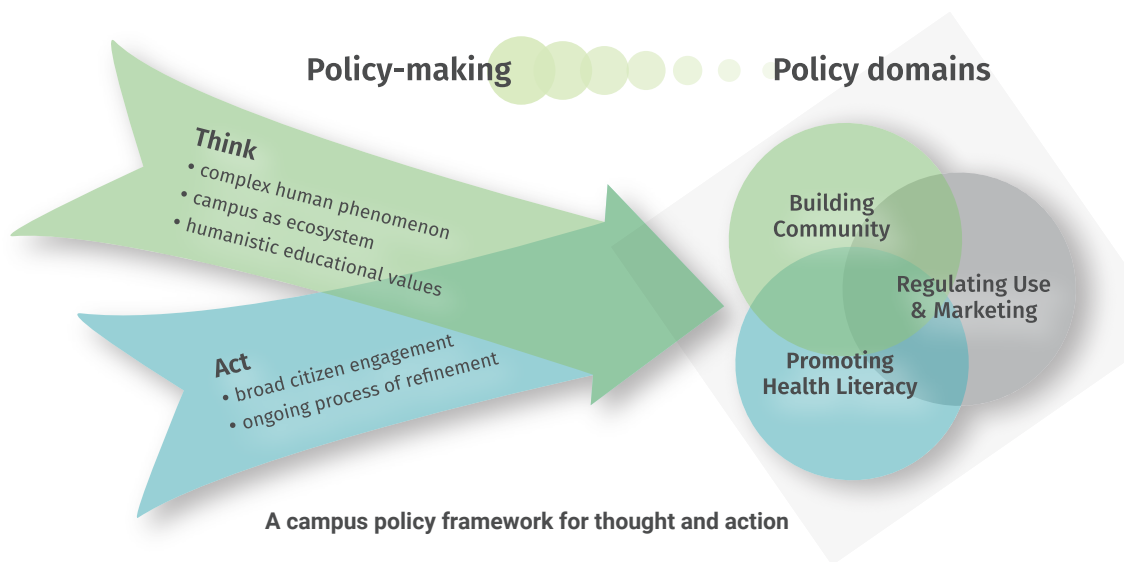 Policy-making
Policy domains
Think
• complex human phenomenon
• campus as ecosystem
• humanistic educational values
Act
• broad citizen engagement
• ongoing process of refinement
Building
Community
Regulating Use
& Marketing
Promoting
Health Literacy
A campus policy framework for thought and action